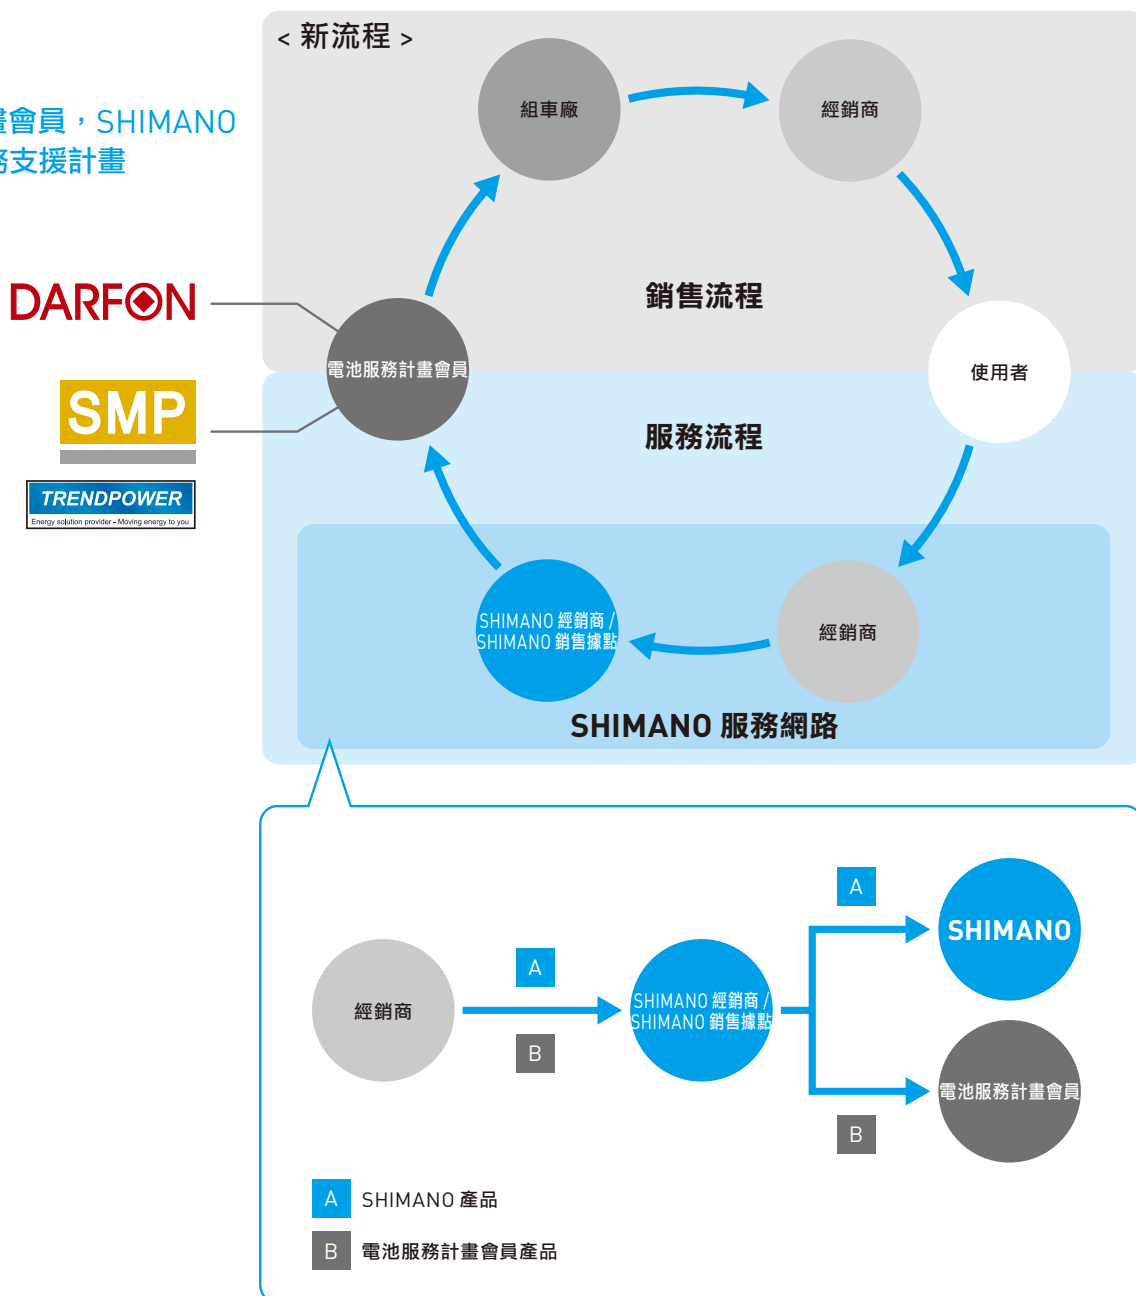 < 新流程 >
畫會員，SHIMANO
務支援計畫
組車廠
經銷商
銷售流程
DARFON
電池服務計畫會員
使用者
SMP
服務流程
TRENDPOWER
Energy solution provider – Moving energy to you
SHIMANO 經銷商 /
SHIMANO 銷售據點
經銷商
SHIMANO 服務網路
A
SHIMANO
A
經銷商
SHIMANO 經銷商 /
SHIMANO 銷售據點
B
電池服務計畫會員
B
A SHIMANO 產品
B 電池服務計畫會員產品